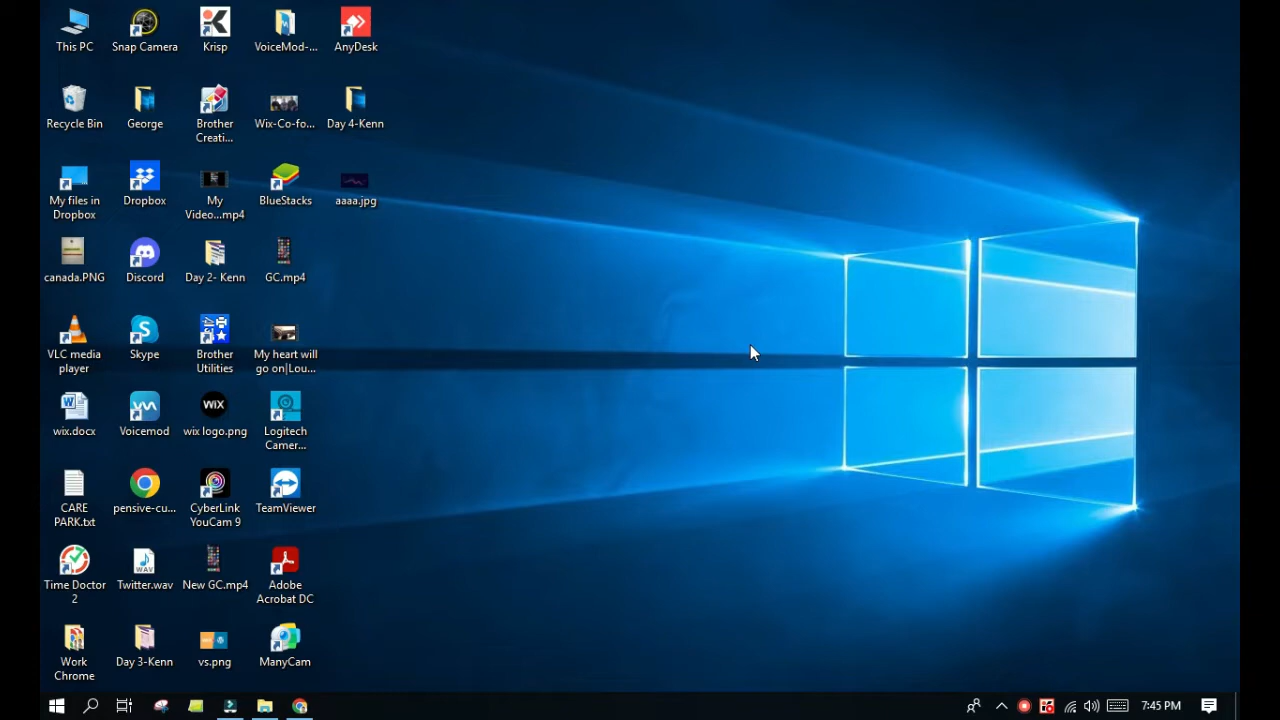 This PC
Snap Camera
Krisp
VoiceMod-...
AnyDesk
Recycle Bin
George
Brother
Creati...
Wix-Co-fo...
Day 4-Kenn
My files in
Dropbox
Dropbox
My
Video...mp4
BlueStacks
aaaa.jpg
canada.PNG
Discord
Day 2- Kenn
GC.mp4
VLC media
player
Skype
Brother
Utilities
My heart will
go on|Lou...
wix.docx
Voicemod
WiX
wix logo.png
Logitech
Camer...
CARE
PARK.txt
pensive-cu...
CyberLink
YouCam 9
TeamViewer
Time Doctor
2
WAV
Twitter.wav
New GC.mp4
Adobe
Acrobat DC
Work
Chrome
Day 3-Kenn
vs.png
ManyCam
7:45 PM